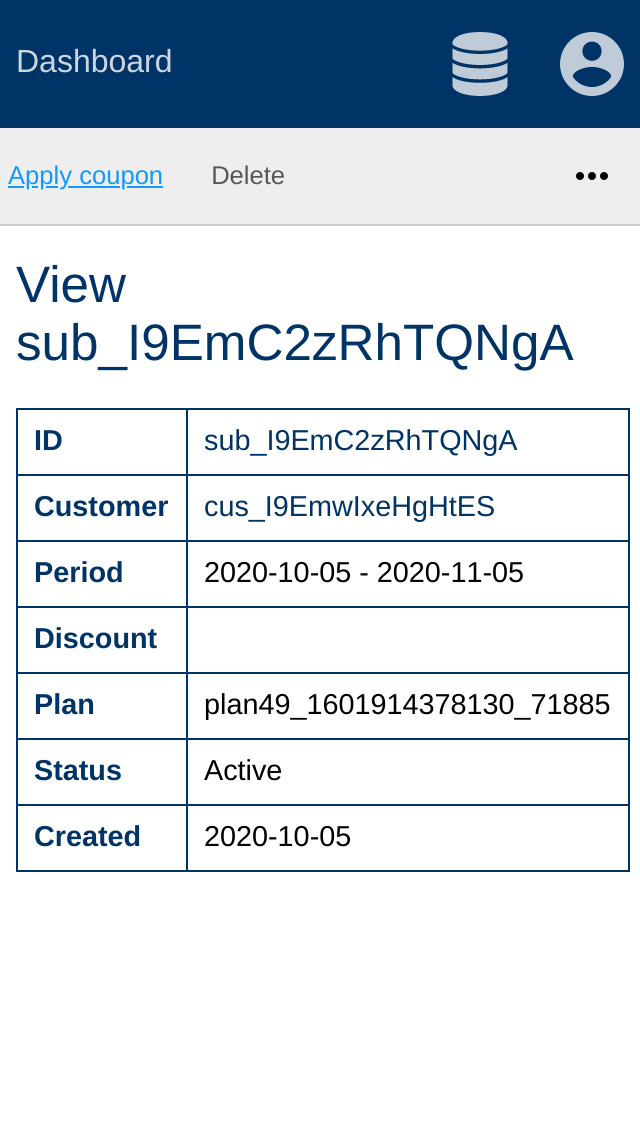 Dashboard
Apply coupon Delete
View
sub_I9EmC2zRhTQNgA
ID sub_I9EmC2zRhTQNgA
Customer cus_I9EmwIxeHgHtES
Period 2020-10-05 - 2020-11-05
Discount
Plan plan49_1601914378130_71885
Status Active
Created 2020-10-05